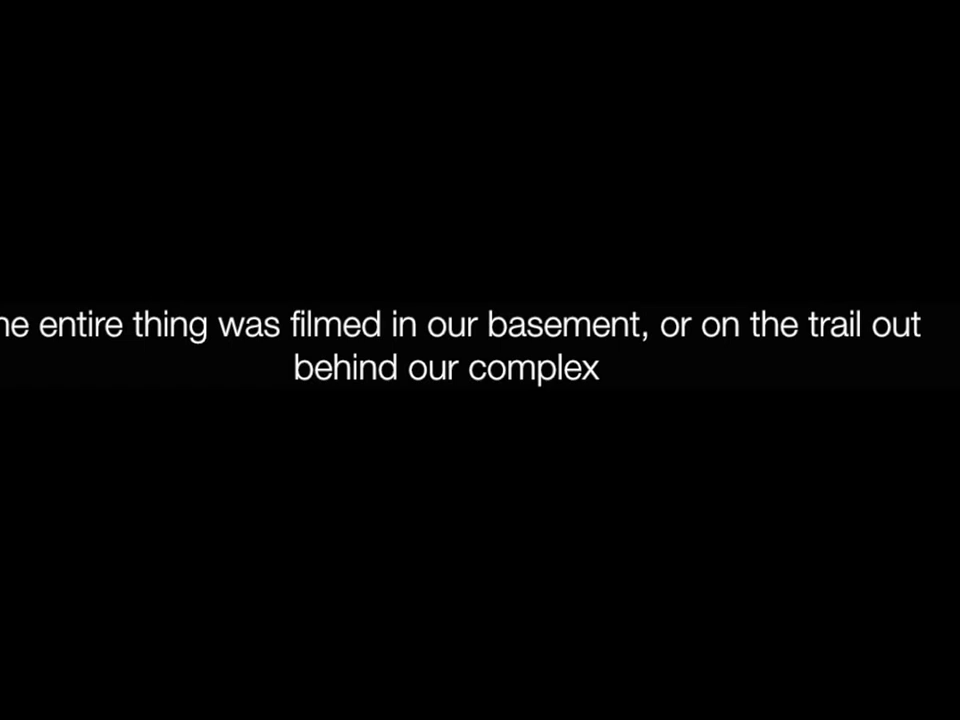 he entire thing was filmed in our basement, or on the trail out
behind our complex